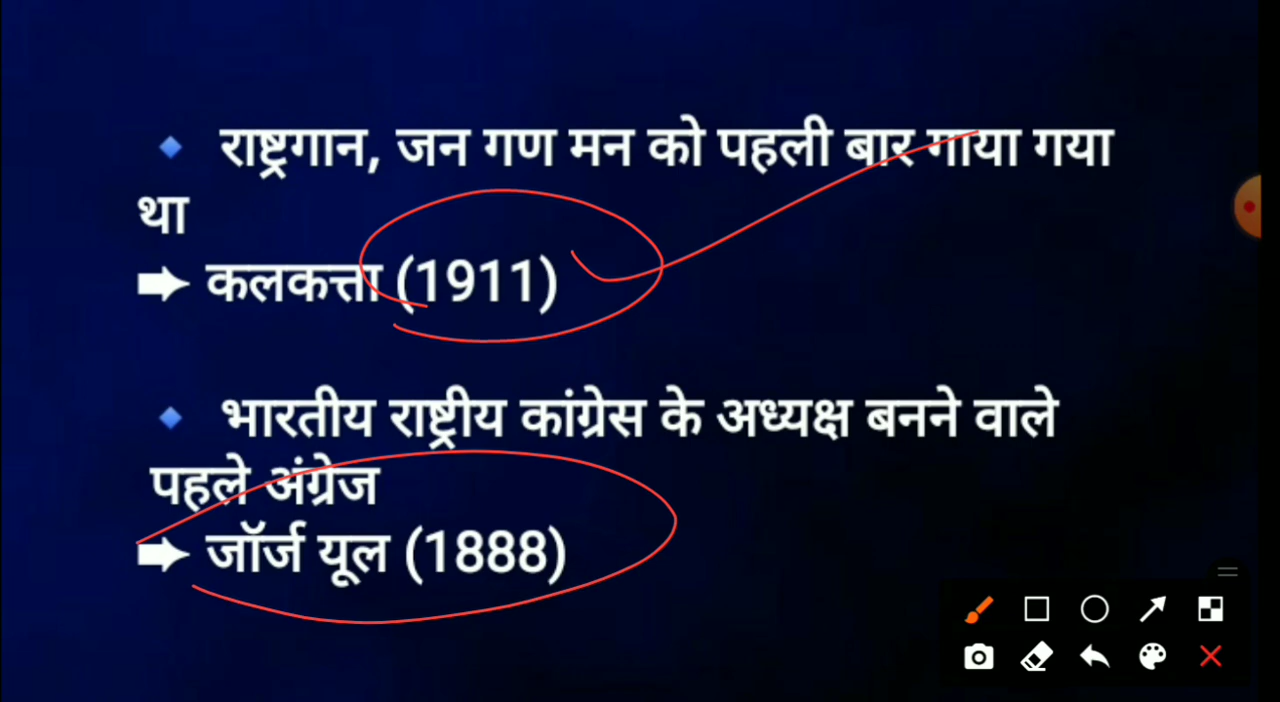 राष्ट्रगान, जन गण मन को पहली बार गाया गया
था
कलकत्ता (1911)
भारतीय राष्ट्रीय कांग्रेस के अध्यक्ष बनने वाले
पहले अंग्रेज
जॉर्ज यूल (1888)